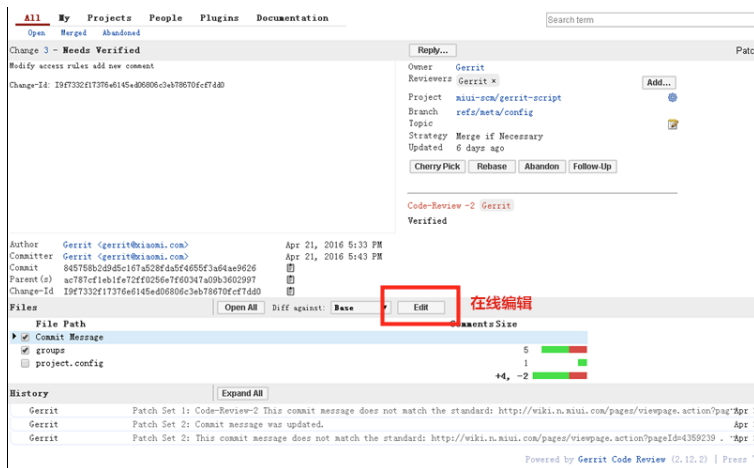 All My Projects People Plugins Documentation
Search term
Open Merged Abandoned
Change 3 - Needs Verified
Reply...
Patc
Modify access rules add new comment
Change-Id: I9f7332f17376e6145ed06806c3eb78670fcf7dd0
Owner Gerrit
Reviewers Gerrit ×
Add...
Project miui-scm/gerrit-script
Branch refs/meta/config
Topic
Strategy Merge if Necessary
Updated 6 days ago
Cherry Pick Rebase Abandon Follow-Up
Code-Review -2 Gerrit
Verified
Author Gerrit <gerrit@xiaomi.com> Apr 21, 2016 5:33 PM
Committer Gerrit <gerrit@xiaomi.com> Apr 21, 2016 5:43 PM
Commit 845758b2d9d5c167a528fda5f4655f3a64ae9626
Parent(s) ac787cf1eb1fe72ff0256e7f60347a09b3602997
Change-Id I9f7332f17376e6145ed06806c3eb78670fcf7dd0
Files Open All Diff against: Base Edit 在线编辑
File Path Comments Size
Commit Message
groups 5
project.config 1
+4, -2
History Expand All
Gerrit Patch Set 1: Code-Review-2 This commit message does not match the standard: http://wiki.n.miui.com/pages/viewpage.action?pag Apr
Gerrit Patch Set 2: Commit message was updated. Apr
Gerrit Patch Set 2: This commit message does not match the standard: http://wiki.n.miui.com/pages/viewpage.action?pageId=4359239 . Apr
Powered by Gerrit Code Review (2.12.2) | Press